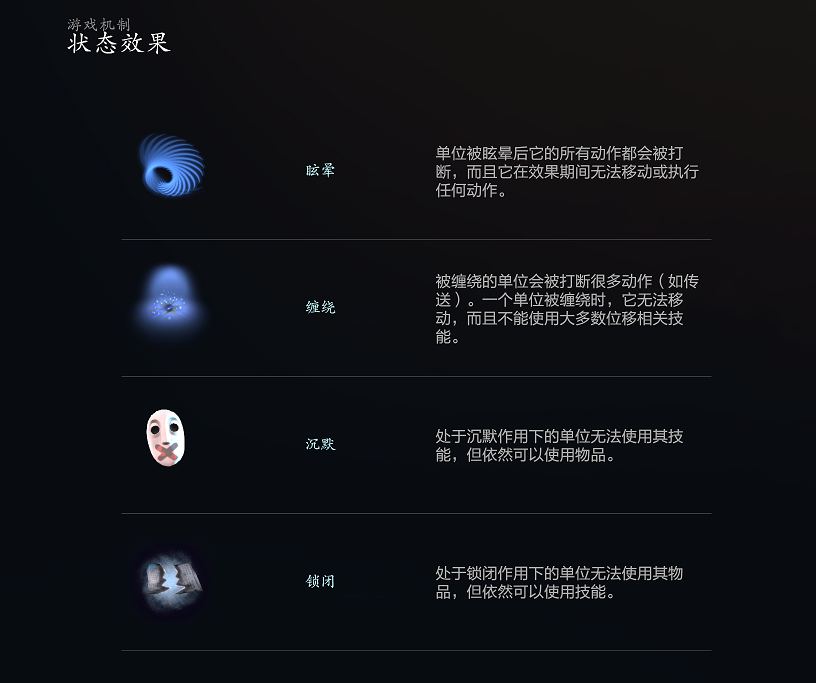 游戏机制
状态效果
眩晕
单位被眩晕后它的所有动作都会被打
断，而且它在效果期间无法移动或执行
任何动作。
缠绕
被缠绕的单位会被打断很多动作（如传
送）。一个单位被缠绕时，它无法移
动，而且不能使用大多数位移相关技
能。
沉默
处于沉默作用下的单位无法使用其技
能，但依然可以使用物品。
锁闭
处于锁闭作用下的单位无法使用其物
品，但依然可以使用技能。